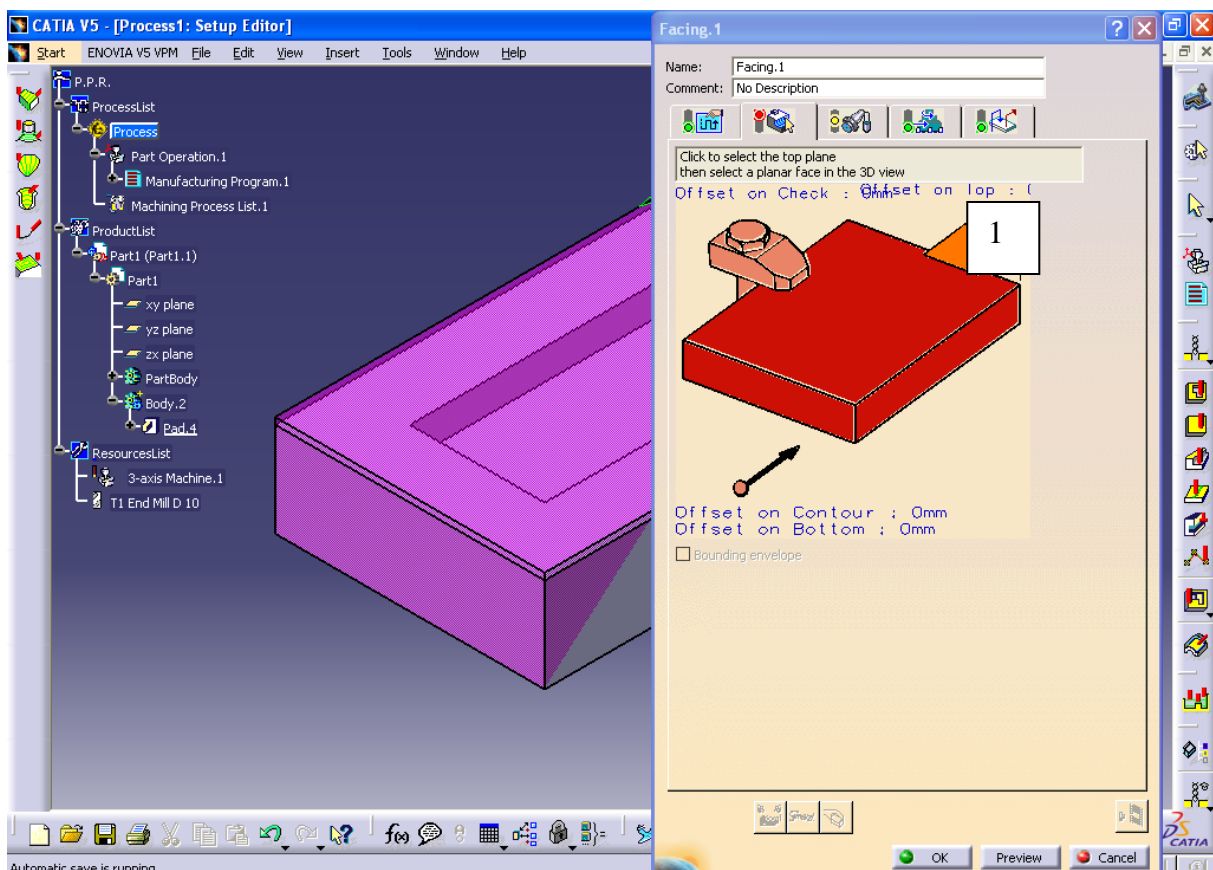 CATIA V5 - [Process1: Setup Editor]
Start ENOVIA V5 VPM File Edit View Insert Tools Window Help
P.P.R.
ProcessList
Process
Part Operation.1
Manufacturing Program.1
Machining Process List.1
ProductList
Part1 (Part1.1)
Part1
xy plane
yz plane
zx plane
PartBody
Body.2
Pad.4
ResourcesList
3-axis Machine.1
T1 End Mill D 10
Facing.1
Name: Facing.1
Comment: No Description
Click to select the top plane
then select a planar face in the 3D view
Offset on Check : 0mm
Offset on Top : (
1
Offset on Contour : 0mm
Offset on Bottom : 0mm
Bounding envelope
Smart
OK Preview Cancel
f(x)
CATIA
Automatic save is running